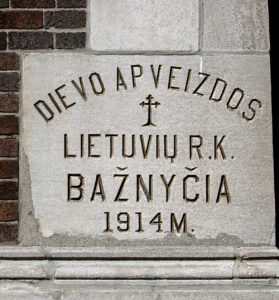 DIEVO APVEIZDOS
LIETUVIŲ R.K.
BAŽNYČIA
1914 M.